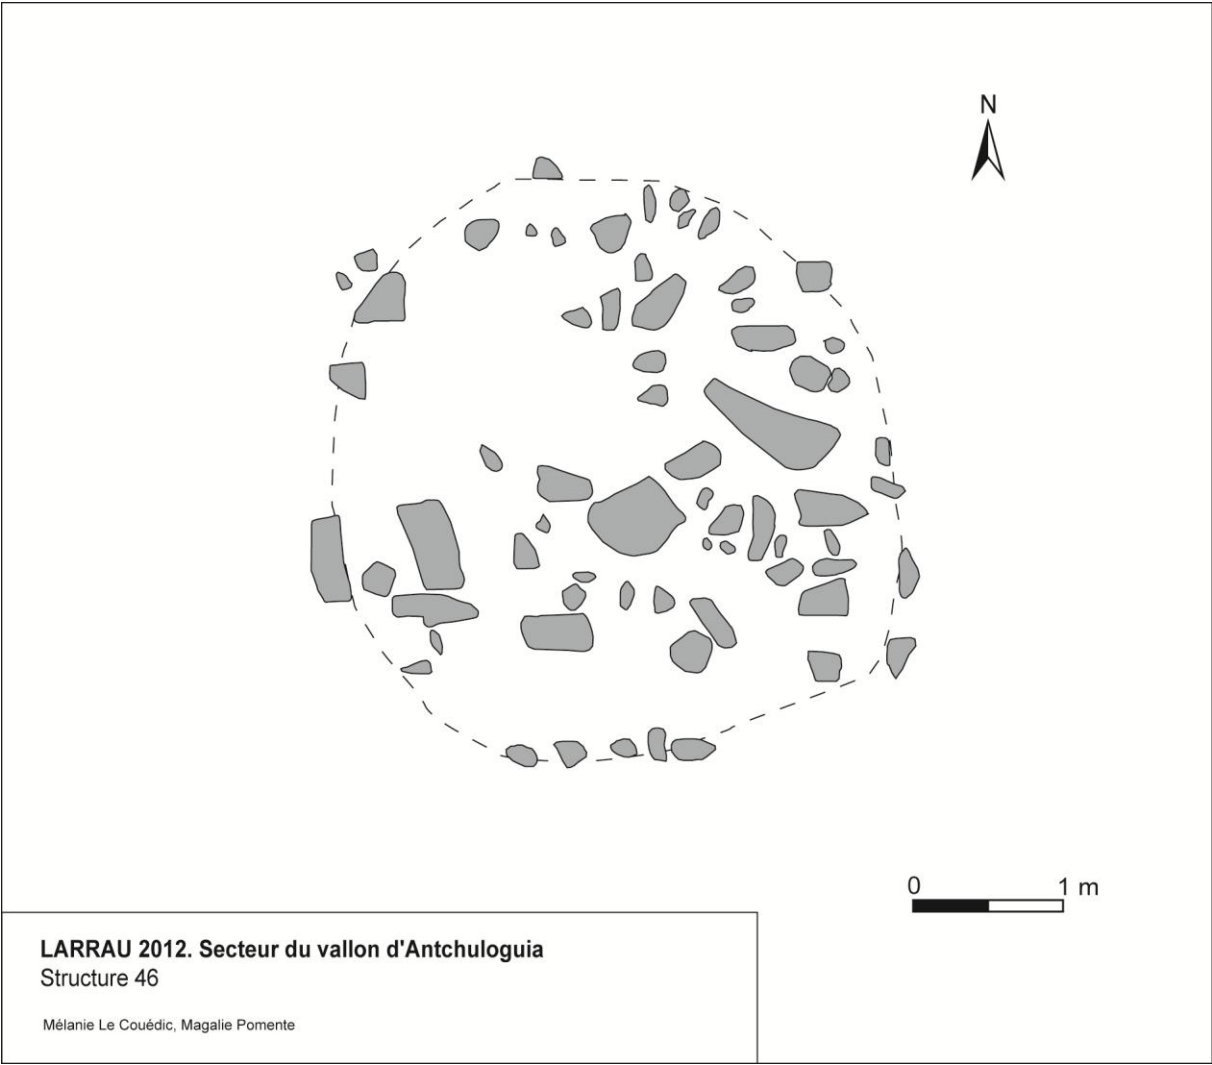 N
0 1 m
LARRAU 2012. Secteur du vallon d'Antchuloguia
Structure 46
Mélanie Le Couédic, Magalie Pomente